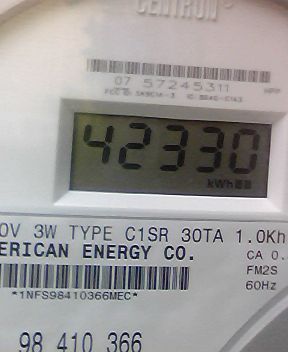 CENTRON®
07 57245311
42330
kWh
0V 3W TYPE C1SR 30TA 1.0Kh
ERICAN ENERGY CO.
CA 0.
FM2S
60Hz
*1NFS98410366MEC*
98 410 366